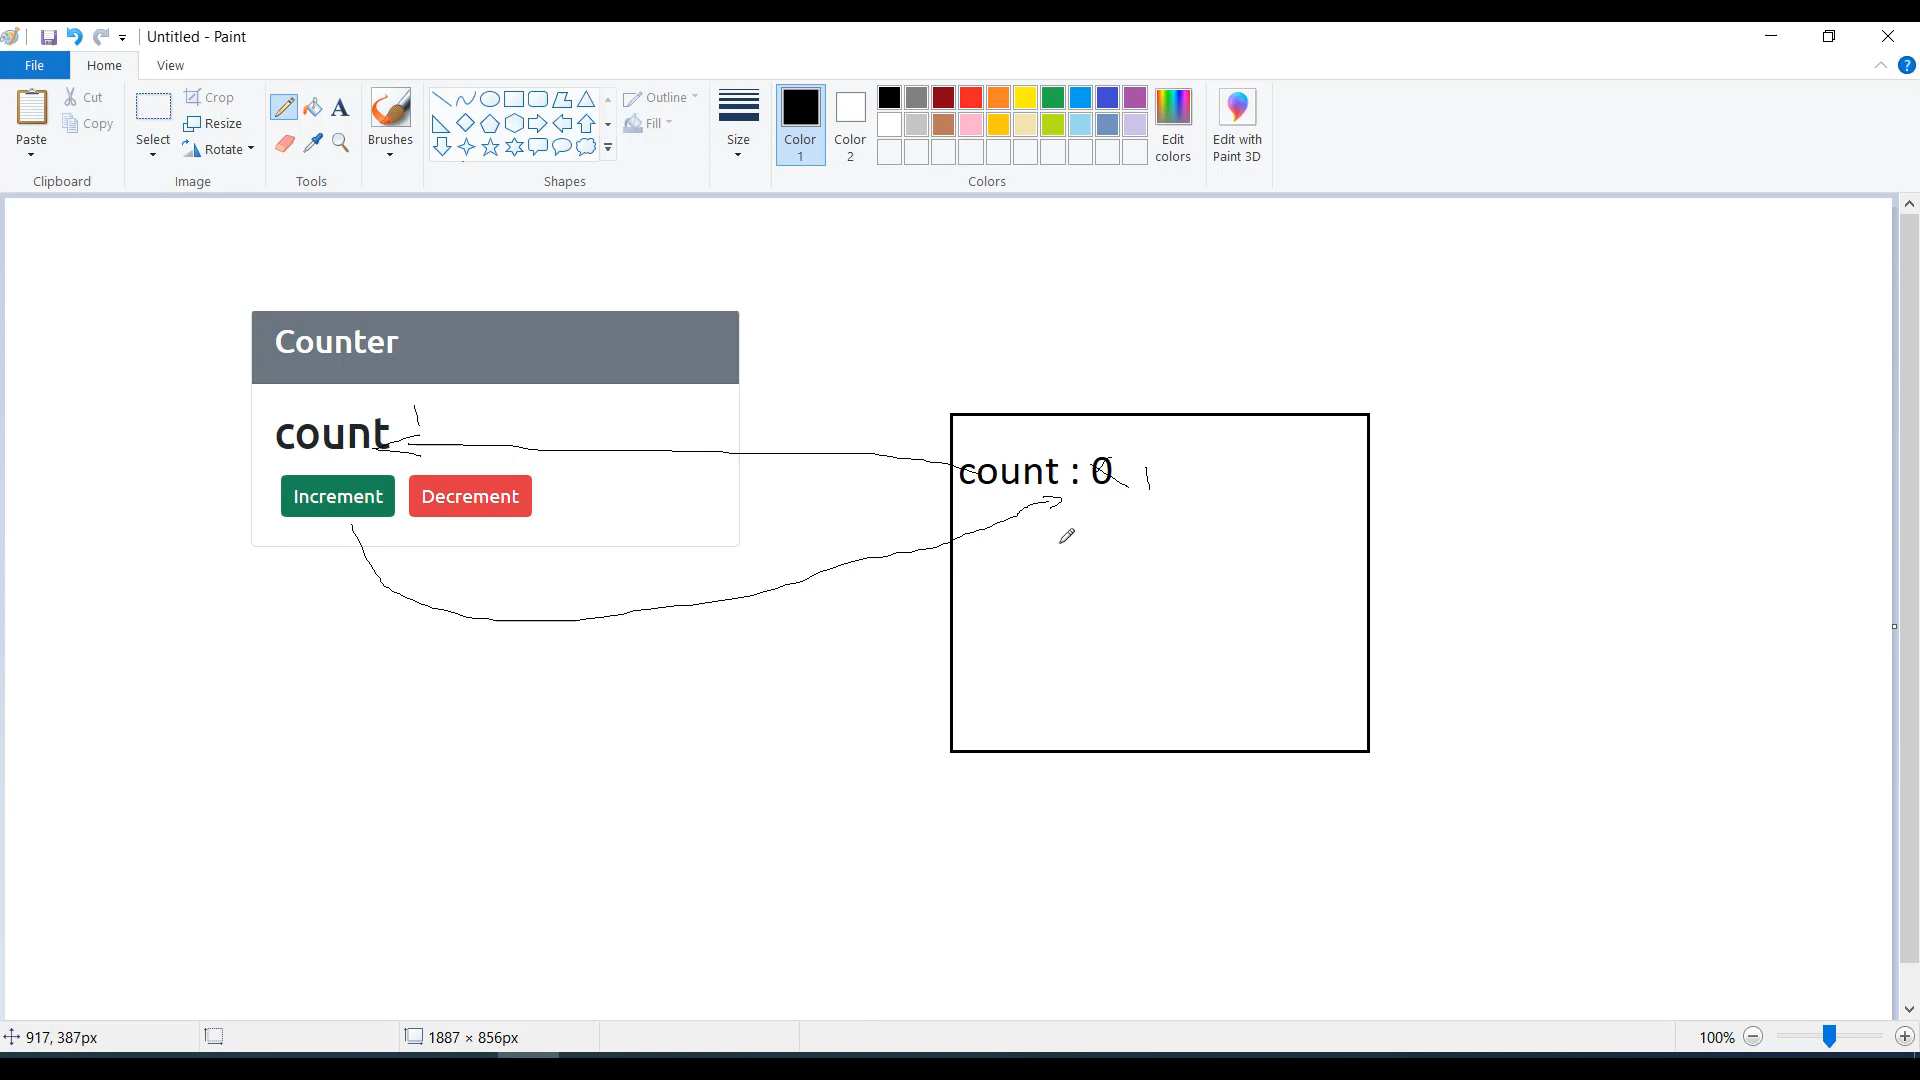 Untitled - Paint
File Home View
Paste
Cut
Copy
Clipboard
Select
Crop
Resize
Rotate
Image
A
Tools
Brushes
Outline
Fill
Shapes
Size
Color 1
Color 2
Edit colors
Colors
Edit with Paint 3D
?
Counter
count 1
Increment Decrement
count : 0 1
917, 387px
1887 × 856px
100%